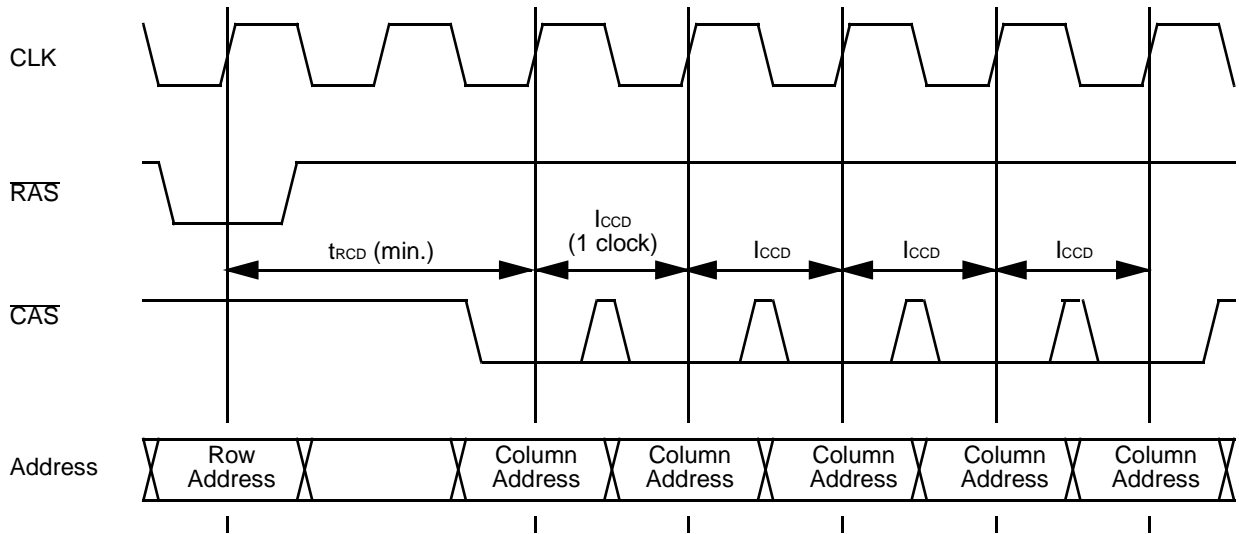 CLK
RAS
ICCD
(1 clock)
tRCD (min.)
ICCD
ICCD
ICCD
CAS
Address
Row
Address
Column
Address
Column
Address
Column
Address
Column
Address
Column
Address